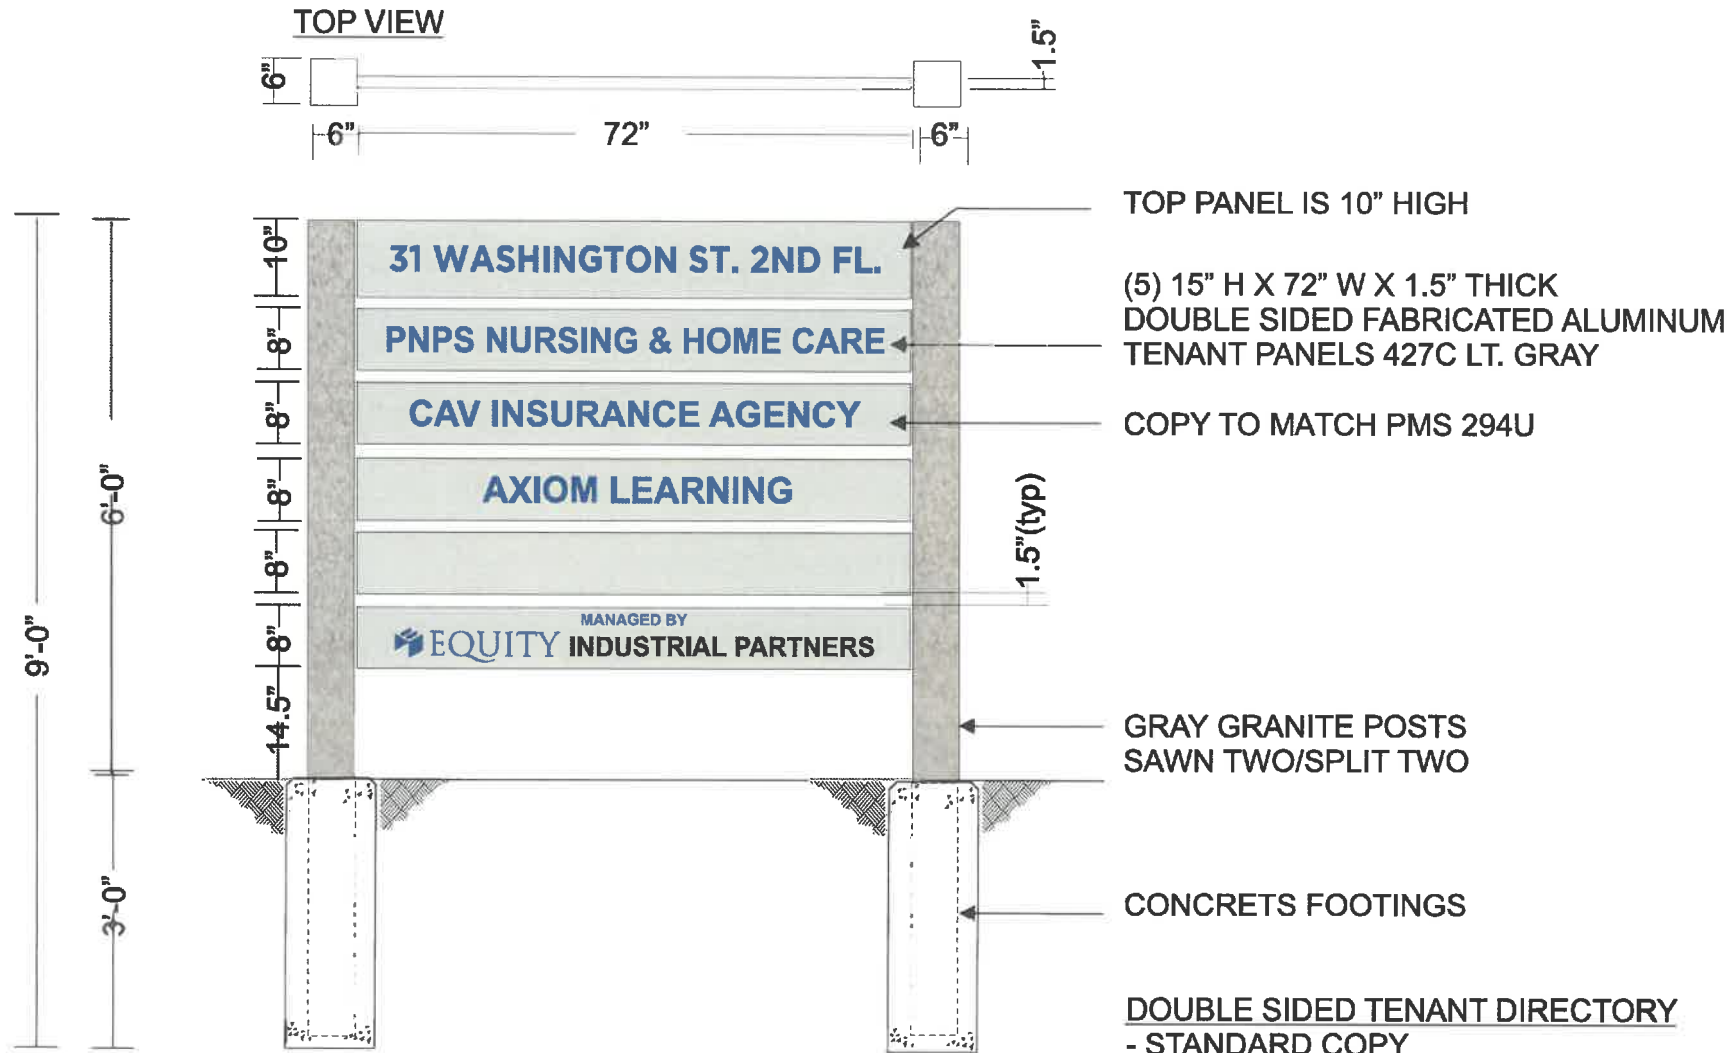 TOP VIEW
6"
1.5"
6"
72"
6"
9'-0"
6'-0"
3'-0"
10"
8"
8"
8"
8"
8"
14.5"
1.5"(typ)
31 WASHINGTON ST. 2ND FL.
PNPS NURSING & HOME CARE
CAV INSURANCE AGENCY
AXIOM LEARNING
MANAGED BY
EQUITY INDUSTRIAL PARTNERS
TOP PANEL IS 10" HIGH
(5) 15" H X 72" W X 1.5" THICK
DOUBLE SIDED FABRICATED ALUMINUM
TENANT PANELS 427C LT. GRAY
COPY TO MATCH PMS 294U
GRAY GRANITE POSTS
SAWN TWO/SPLIT TWO
CONCRETS FOOTINGS
DOUBLE SIDED TENANT DIRECTORY
- STANDARD COPY